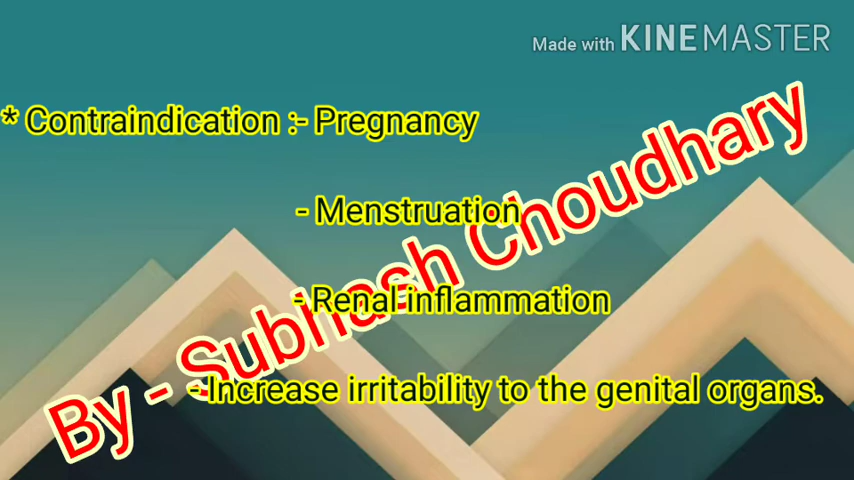 Made with KINEMASTER
* Contraindication :- Pregnancy
- Menstruation
- Renal inflammation
- Increase irritability to the genital organs.
By - Subhash Choudhary